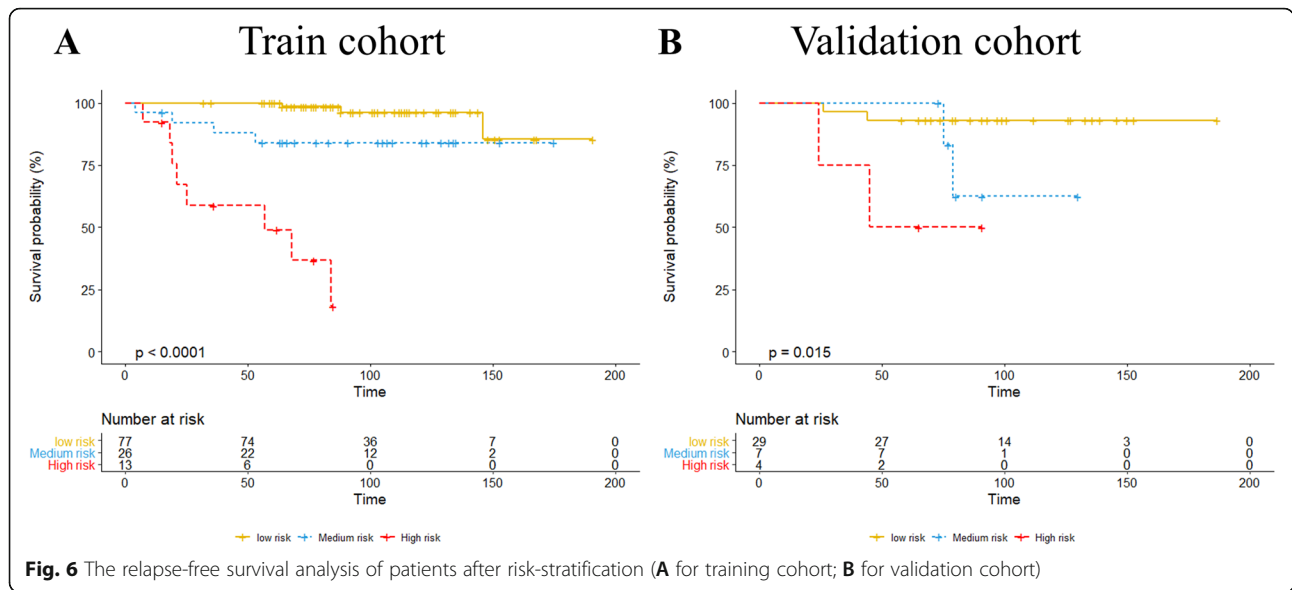 A Train cohort
Survival probability (%)
100
75
50
25
0
p < 0.0001
0 50 100 150 200
Time
Number at risk
low risk 77 74 36 7 0
Medium risk 26 22 12 2 0
High risk 13 6 0 0 0
0 50 100 150 200
Time
low risk Medium risk High risk
B Validation cohort
Survival probability (%)
100
75
50
25
0
p = 0.015
0 50 100 150 200
Time
Number at risk
low risk 29 27 14 3 0
Medium risk 7 7 1 0 0
High risk 4 2 0 0 0
0 50 100 150 200
Time
low risk Medium risk High risk
Fig. 6 The relapse-free survival analysis of patients after risk-stratification (A for training cohort; B for validation cohort)